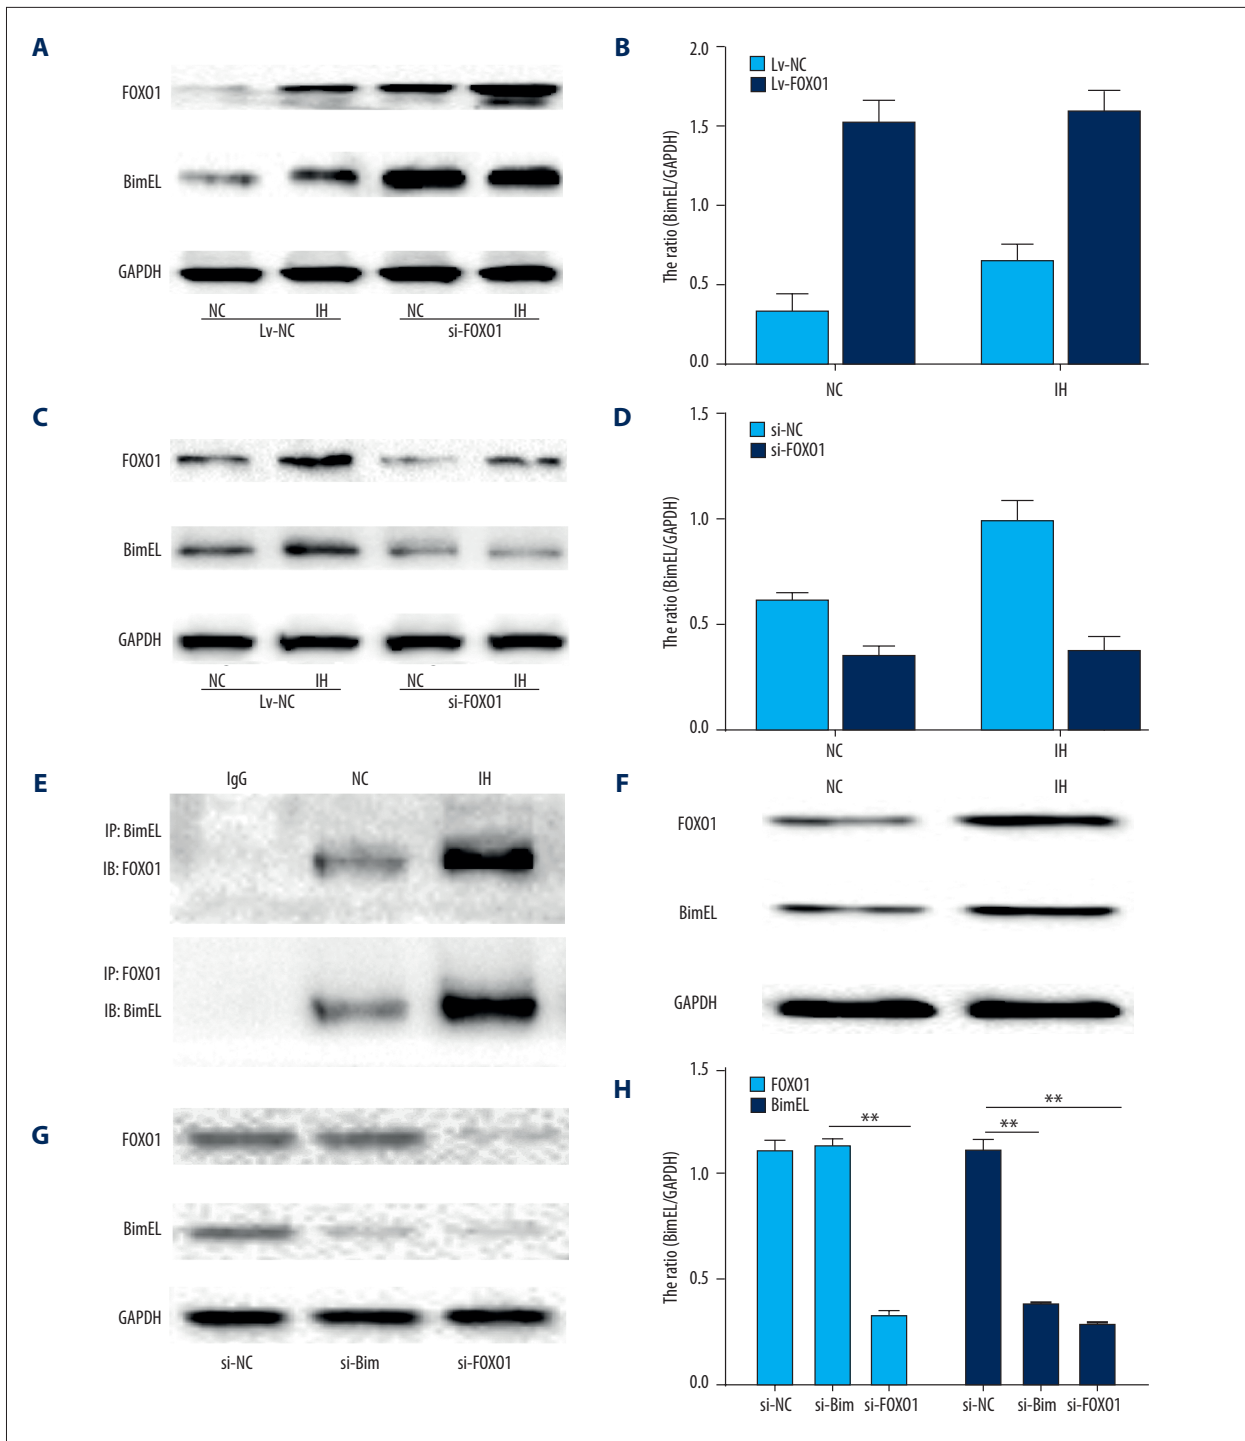 A
FOXO1
BimEL
GAPDH
NC IH NC IH
Lv-NC si-FOXO1
B
Lv-NC
Lv-FOXO1
The ratio (BimEL/GAPDH)
2.0
1.5
1.0
0.5
0.0
NC IH
C
FOXO1
BimEL
GAPDH
NC IH NC IH
Lv-NC si-FOXO1
D
si-NC
si-FOXO1
The ratio (BimEL/GAPDH)
1.5
1.0
0.5
0.0
NC IH
E
IgG NC IH
IP: BimEL
IB: FOXO1
IP: FOXO1
IB: BimEL
F
NC IH
FOXO1
BimEL
GAPDH
G
FOXO1
BimEL
GAPDH
si-NC si-Bim si-FOXO1
H
FOXO1
BimEL
The ratio (BimEL/GAPDH)
1.5
1.0
0.5
0.0
** ** **
si-NC si-Bim si-FOXO1 si-NC si-Bim si-FOXO1